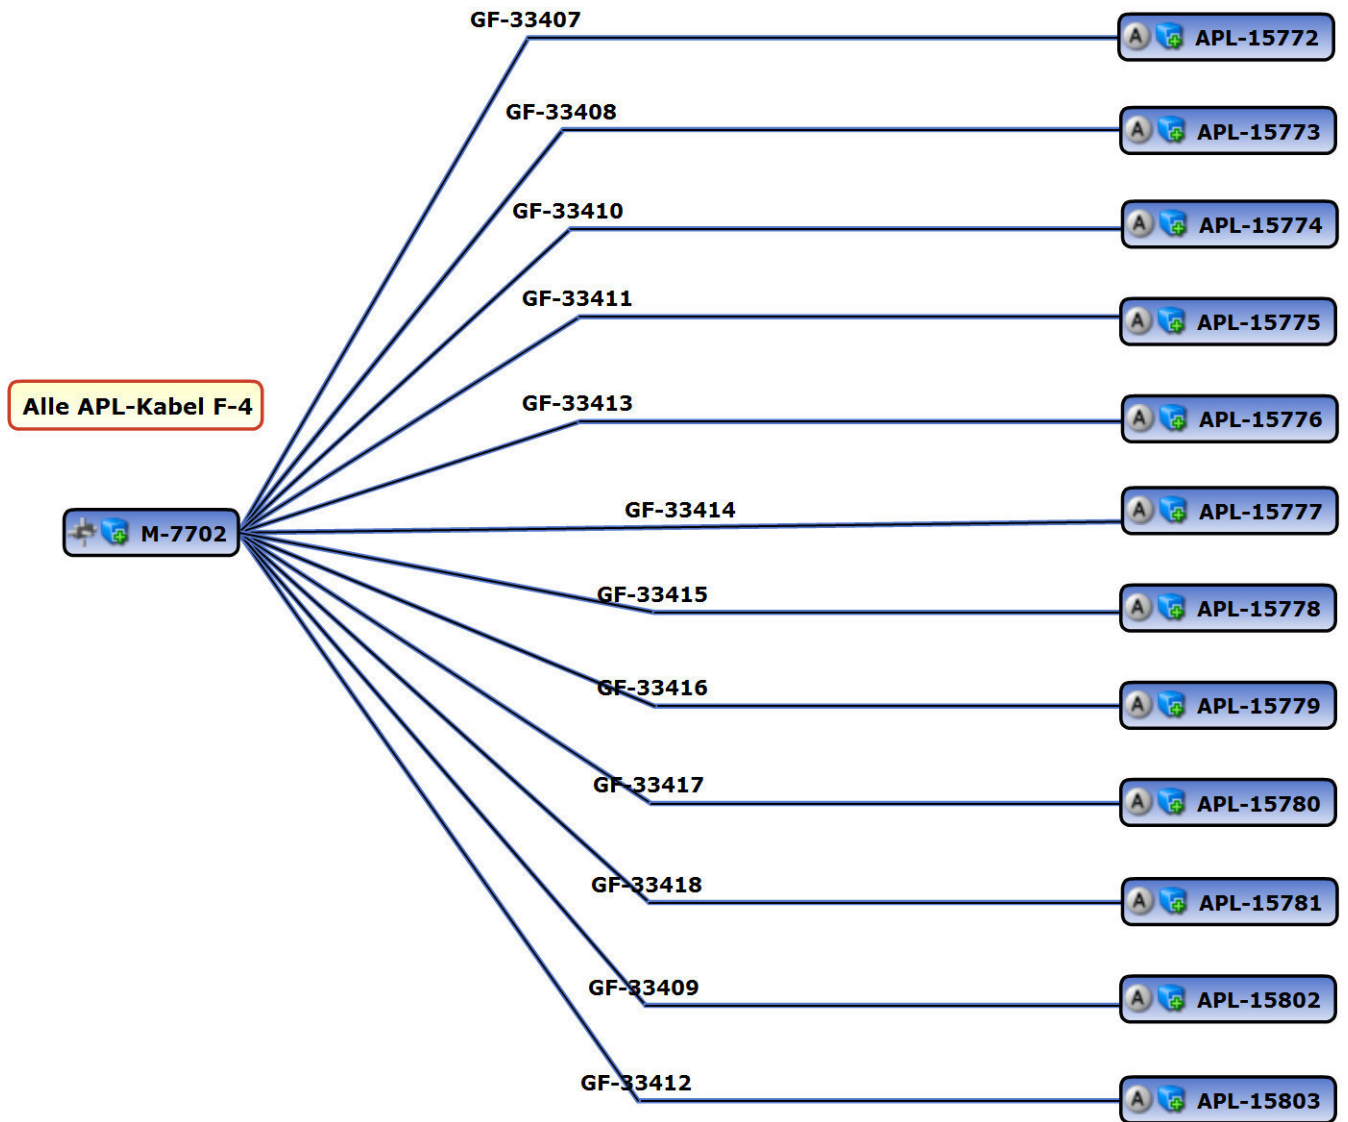 GF-33407
A APL-15772
GF-33408
A APL-15773
GF-33410
A APL-15774
GF-33411
A APL-15775
Alle APL-Kabel F-4
GF-33413
A APL-15776
M-7702
GF-33414
A APL-15777
GF-33415
A APL-15778
GF-33416
A APL-15779
GF-33417
A APL-15780
GF-33418
A APL-15781
GF-33409
A APL-15802
GF-33412
A APL-15803